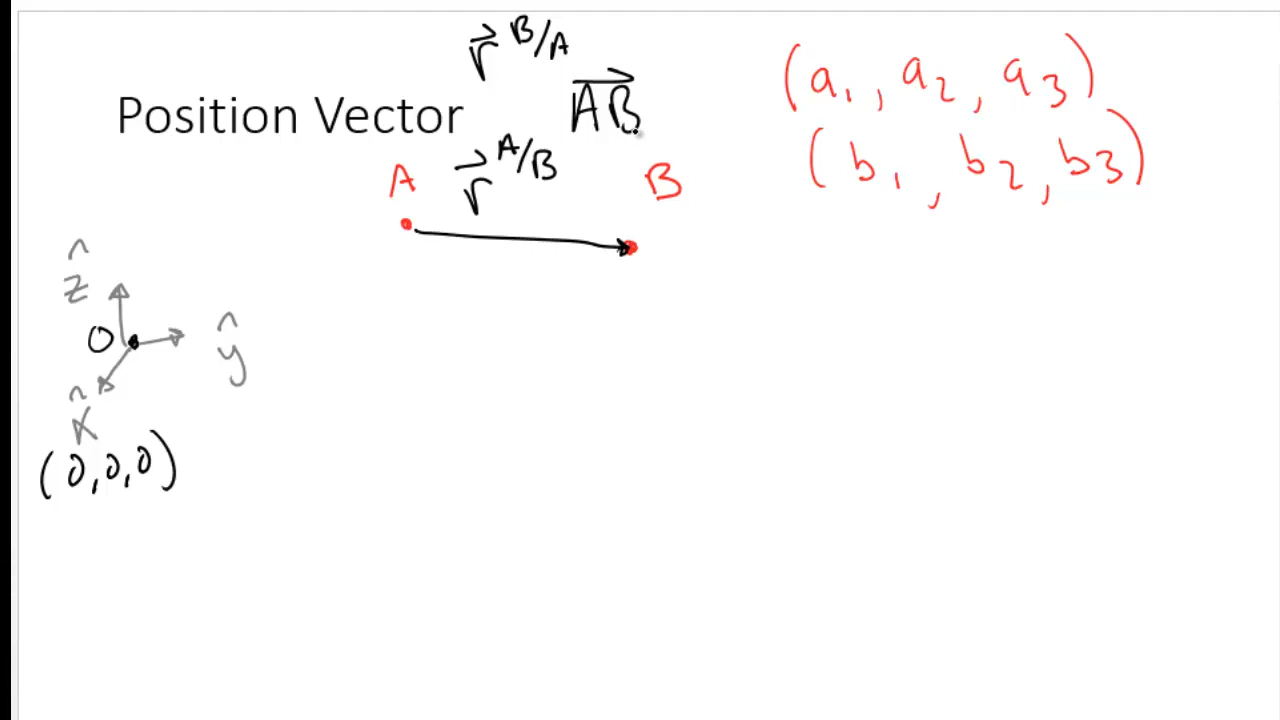 r⃗ B/A
(a₁, a₂, a₃)
Position Vector
AB⃗
(b₁, b₂, b₃)
r⃗ A/B
A
B
ẑ
O
ŷ
x̂
(0,0,0)